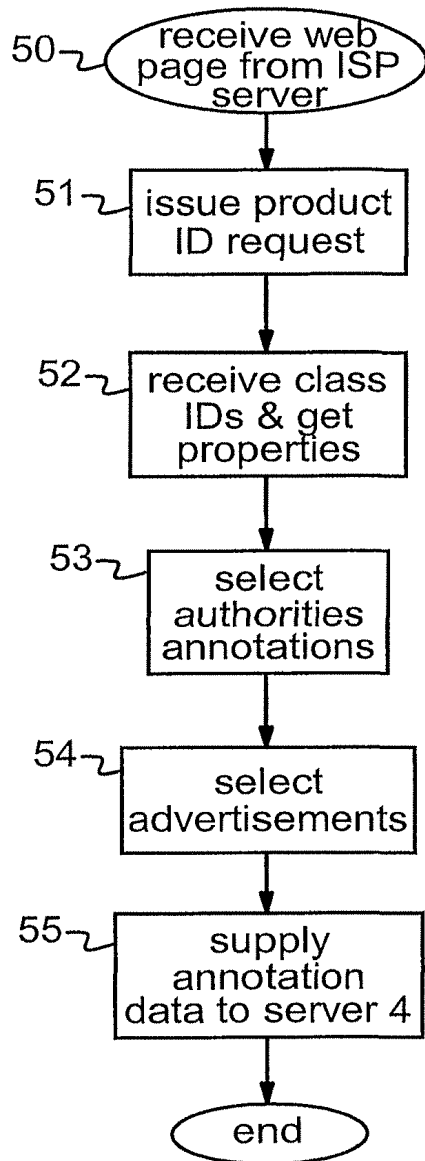 50
receive web
page from ISP
server
51
issue product
ID request
52
receive class
IDs & get
properties
53
select
authorities
annotations
54
select
advertisements
55
supply
annotation
data to server 4
end